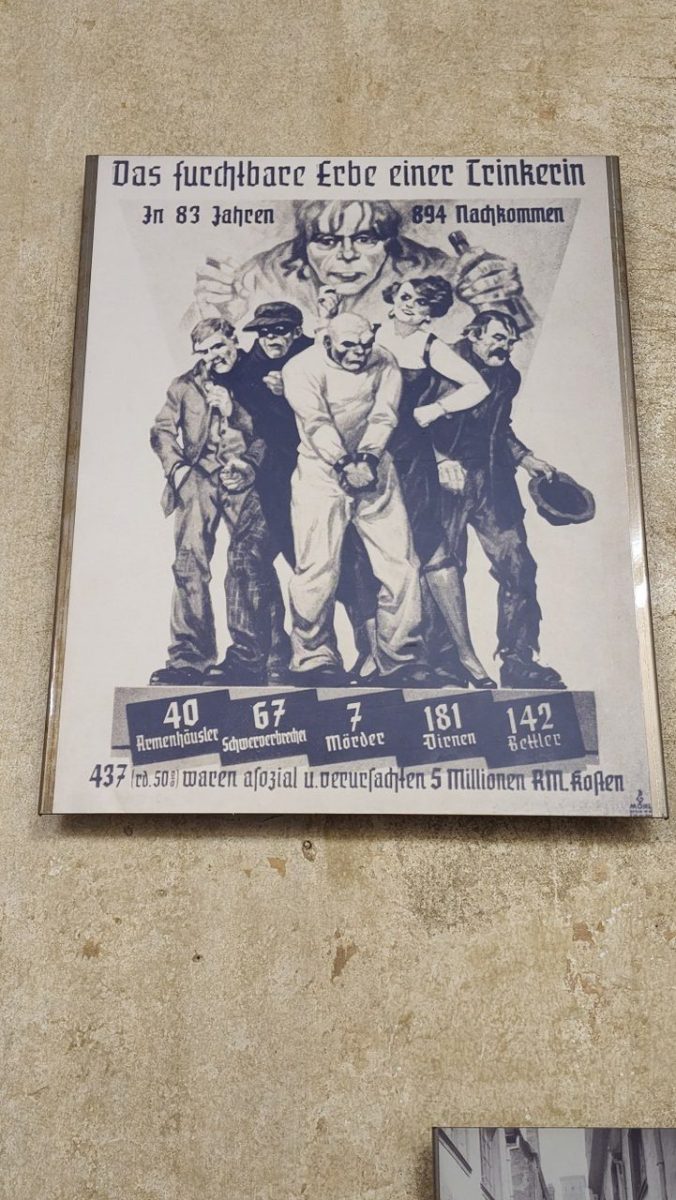 Das furchtbare Erbe einer Trinkerin
In 83 Jahren 894 Nachkommen
40 67 7 181 142
Armenhäusler Schwerverbrecher Mörder Dirnen Bettler
437 (rd. 50%) waren asozial u. verursachten 5 Millionen RM. Kosten
MÖHL